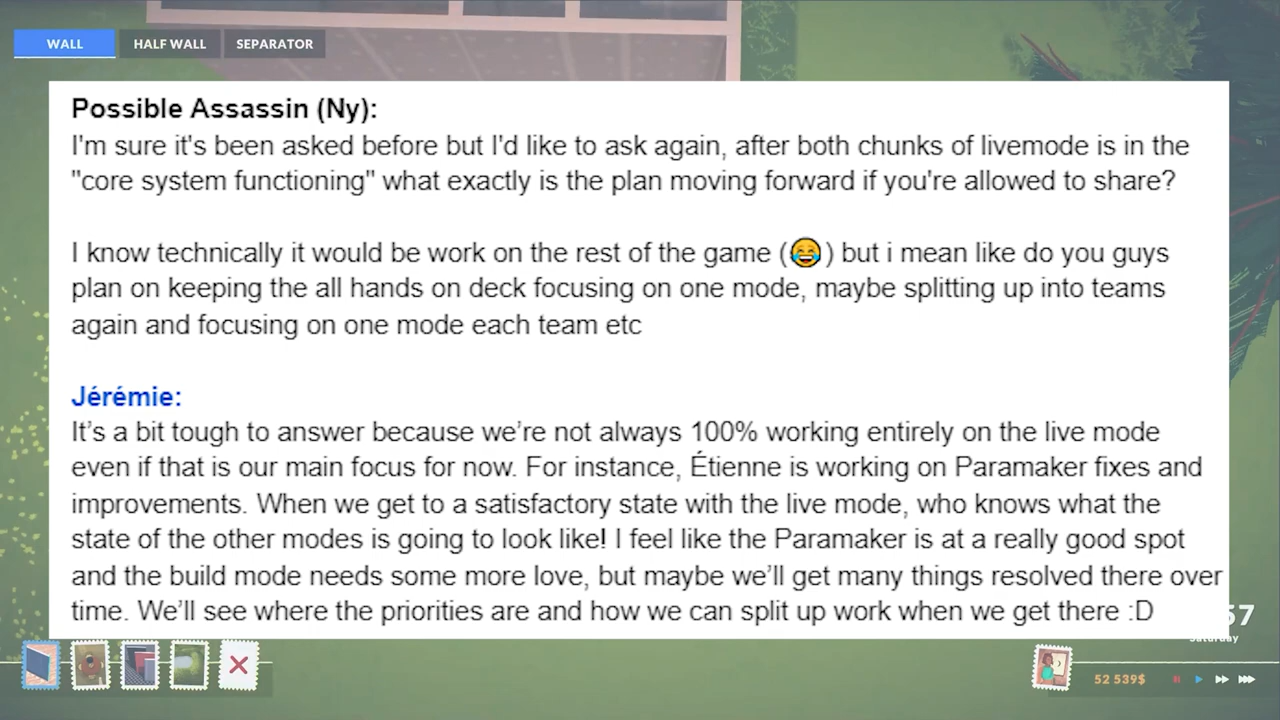 WALL HALF WALL SEPARATOR
Possible Assassin (Ny):
I'm sure it's been asked before but I'd like to ask again, after both chunks of livemode is in the
"core system functioning" what exactly is the plan moving forward if you're allowed to share?
I know technically it would be work on the rest of the game (😂) but i mean like do you guys
plan on keeping the all hands on deck focusing on one mode, maybe splitting up into teams
again and focusing on one mode each team etc
Jérémie:
It’s a bit tough to answer because we’re not always 100% working entirely on the live mode
even if that is our main focus for now. For instance, Étienne is working on Paramaker fixes and
improvements. When we get to a satisfactory state with the live mode, who knows what the
state of the other modes is going to look like! I feel like the Paramaker is at a really good spot
and the build mode needs some more love, but maybe we’ll get many things resolved there over
time. We’ll see where the priorities are and how we can split up work when we get there :D
57
Saturday
52 539$